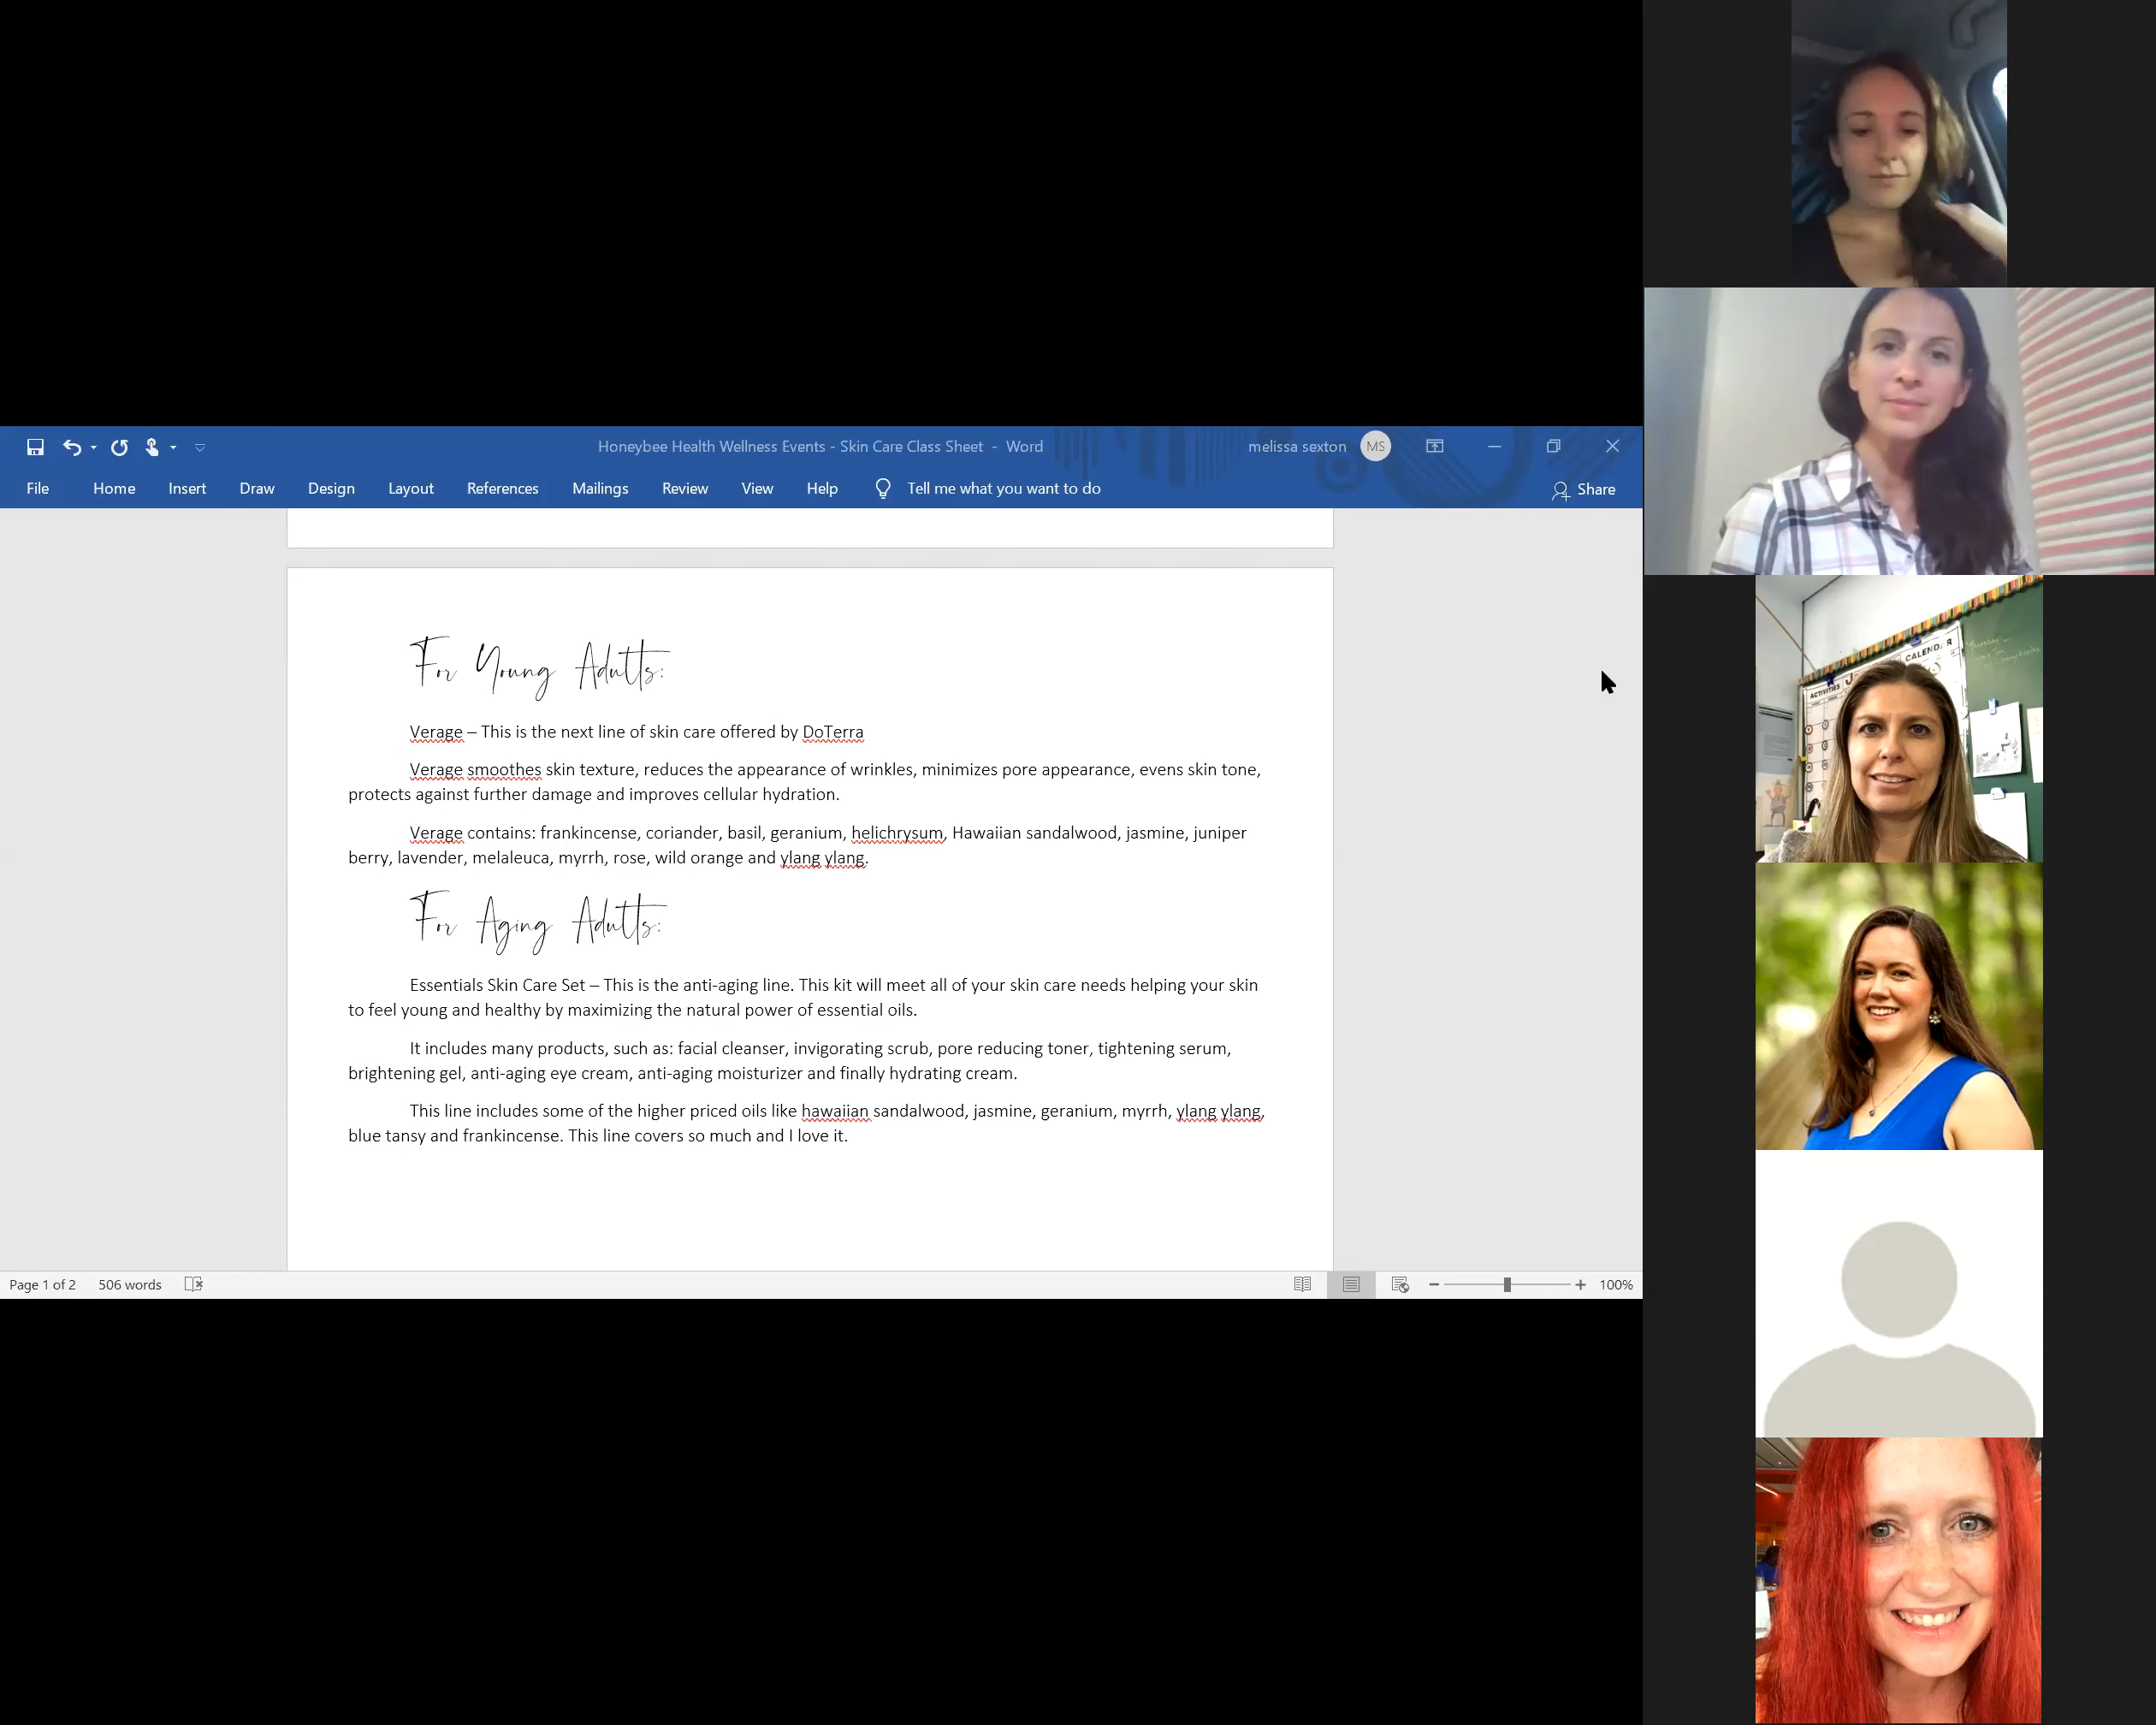 Honeybee Health Wellness Events - Skin Care Class Sheet - Word
melissa sexton MS
File Home Insert Draw Design Layout References Mailings Review View Help Tell me what you want to do Share
For Young Adults:
Verage – This is the next line of skin care offered by DoTerra
Verage smoothes skin texture, reduces the appearance of wrinkles, minimizes pore appearance, evens skin tone,
protects against further damage and improves cellular hydration.
Verage contains: frankincense, coriander, basil, geranium, helichrysum, Hawaiian sandalwood, jasmine, juniper
berry, lavender, melaleuca, myrrh, rose, wild orange and ylang ylang.
For Aging Adults:
Essentials Skin Care Set – This is the anti-aging line. This kit will meet all of your skin care needs helping your skin
to feel young and healthy by maximizing the natural power of essential oils.
It includes many products, such as: facial cleanser, invigorating scrub, pore reducing toner, tightening serum,
brightening gel, anti-aging eye cream, anti-aging moisturizer and finally hydrating cream.
This line includes some of the higher priced oils like hawaiian sandalwood, jasmine, geranium, myrrh, ylang ylang,
blue tansy and frankincense. This line covers so much and I love it.
Page 1 of 2 506 words 100%
CALENDAR
ACTIVITIES